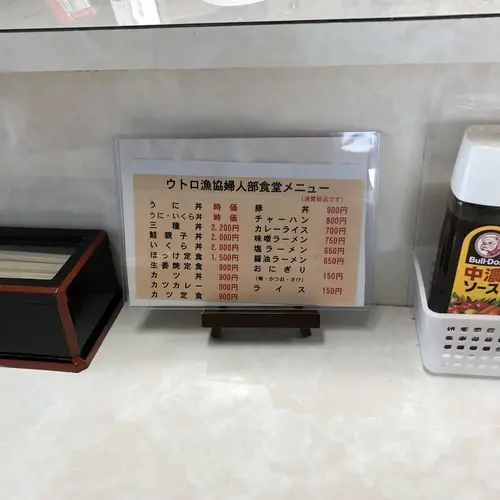 ウトロ漁協婦人部食堂メニュー
(消費税込です)
うに丼 時価
うに・いくら丼 時価
三種丼 2,200円
鮭親子丼 2,000円
いくら丼 2,000円
ほっけ定食 1,500円
生姜焼定食 900円
カツ丼 900円
カツカレー 900円
カツ定食 900円
豚丼 900円
チャーハン 800円
カレーライス 700円
味噌ラーメン 750円
塩ラーメン 650円
醤油ラーメン 650円
おにぎり 150円
(梅・かつお・さけ)
ライス 150円
Bull-Do
中濃
ソース